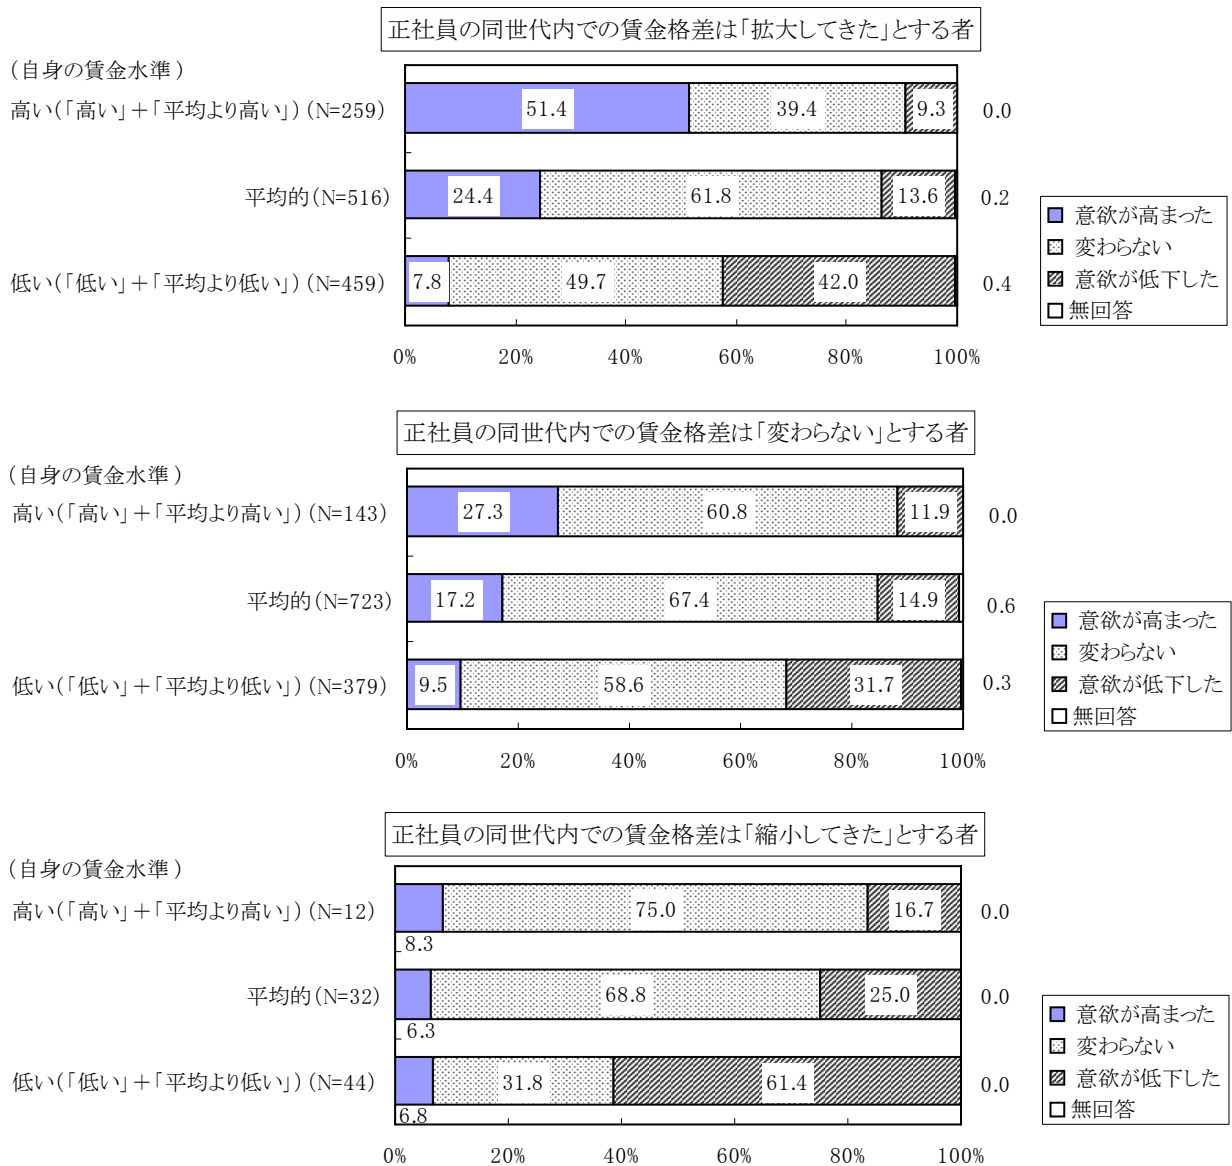 正社員の同世代内での賃金格差は「拡大してきた」とする者
(自身の賃金水準)
高い(「高い」+「平均より高い」)(N=259)
51.4 39.4 9.3 0.0
平均的(N=516)
24.4 61.8 13.6 0.2
低い(「低い」+「平均より低い」)(N=459)
7.8 49.7 42.0 0.4
0% 20% 40% 60% 80% 100%
意欲が高まった
変わらない
意欲が低下した
無回答
正社員の同世代内での賃金格差は「変わらない」とする者
(自身の賃金水準)
高い(「高い」+「平均より高い」)(N=143)
27.3 60.8 11.9 0.0
平均的(N=723)
17.2 67.4 14.9 0.6
低い(「低い」+「平均より低い」)(N=379)
9.5 58.6 31.7 0.3
0% 20% 40% 60% 80% 100%
意欲が高まった
変わらない
意欲が低下した
無回答
正社員の同世代内での賃金格差は「縮小してきた」とする者
(自身の賃金水準)
高い(「高い」+「平均より高い」)(N=12)
75.0 16.7 0.0
8.3
平均的(N=32)
68.8 25.0 0.0
6.3
低い(「低い」+「平均より低い」)(N=44)
31.8 61.4 0.0
6.8
0% 20% 40% 60% 80% 100%
意欲が高まった
変わらない
意欲が低下した
無回答